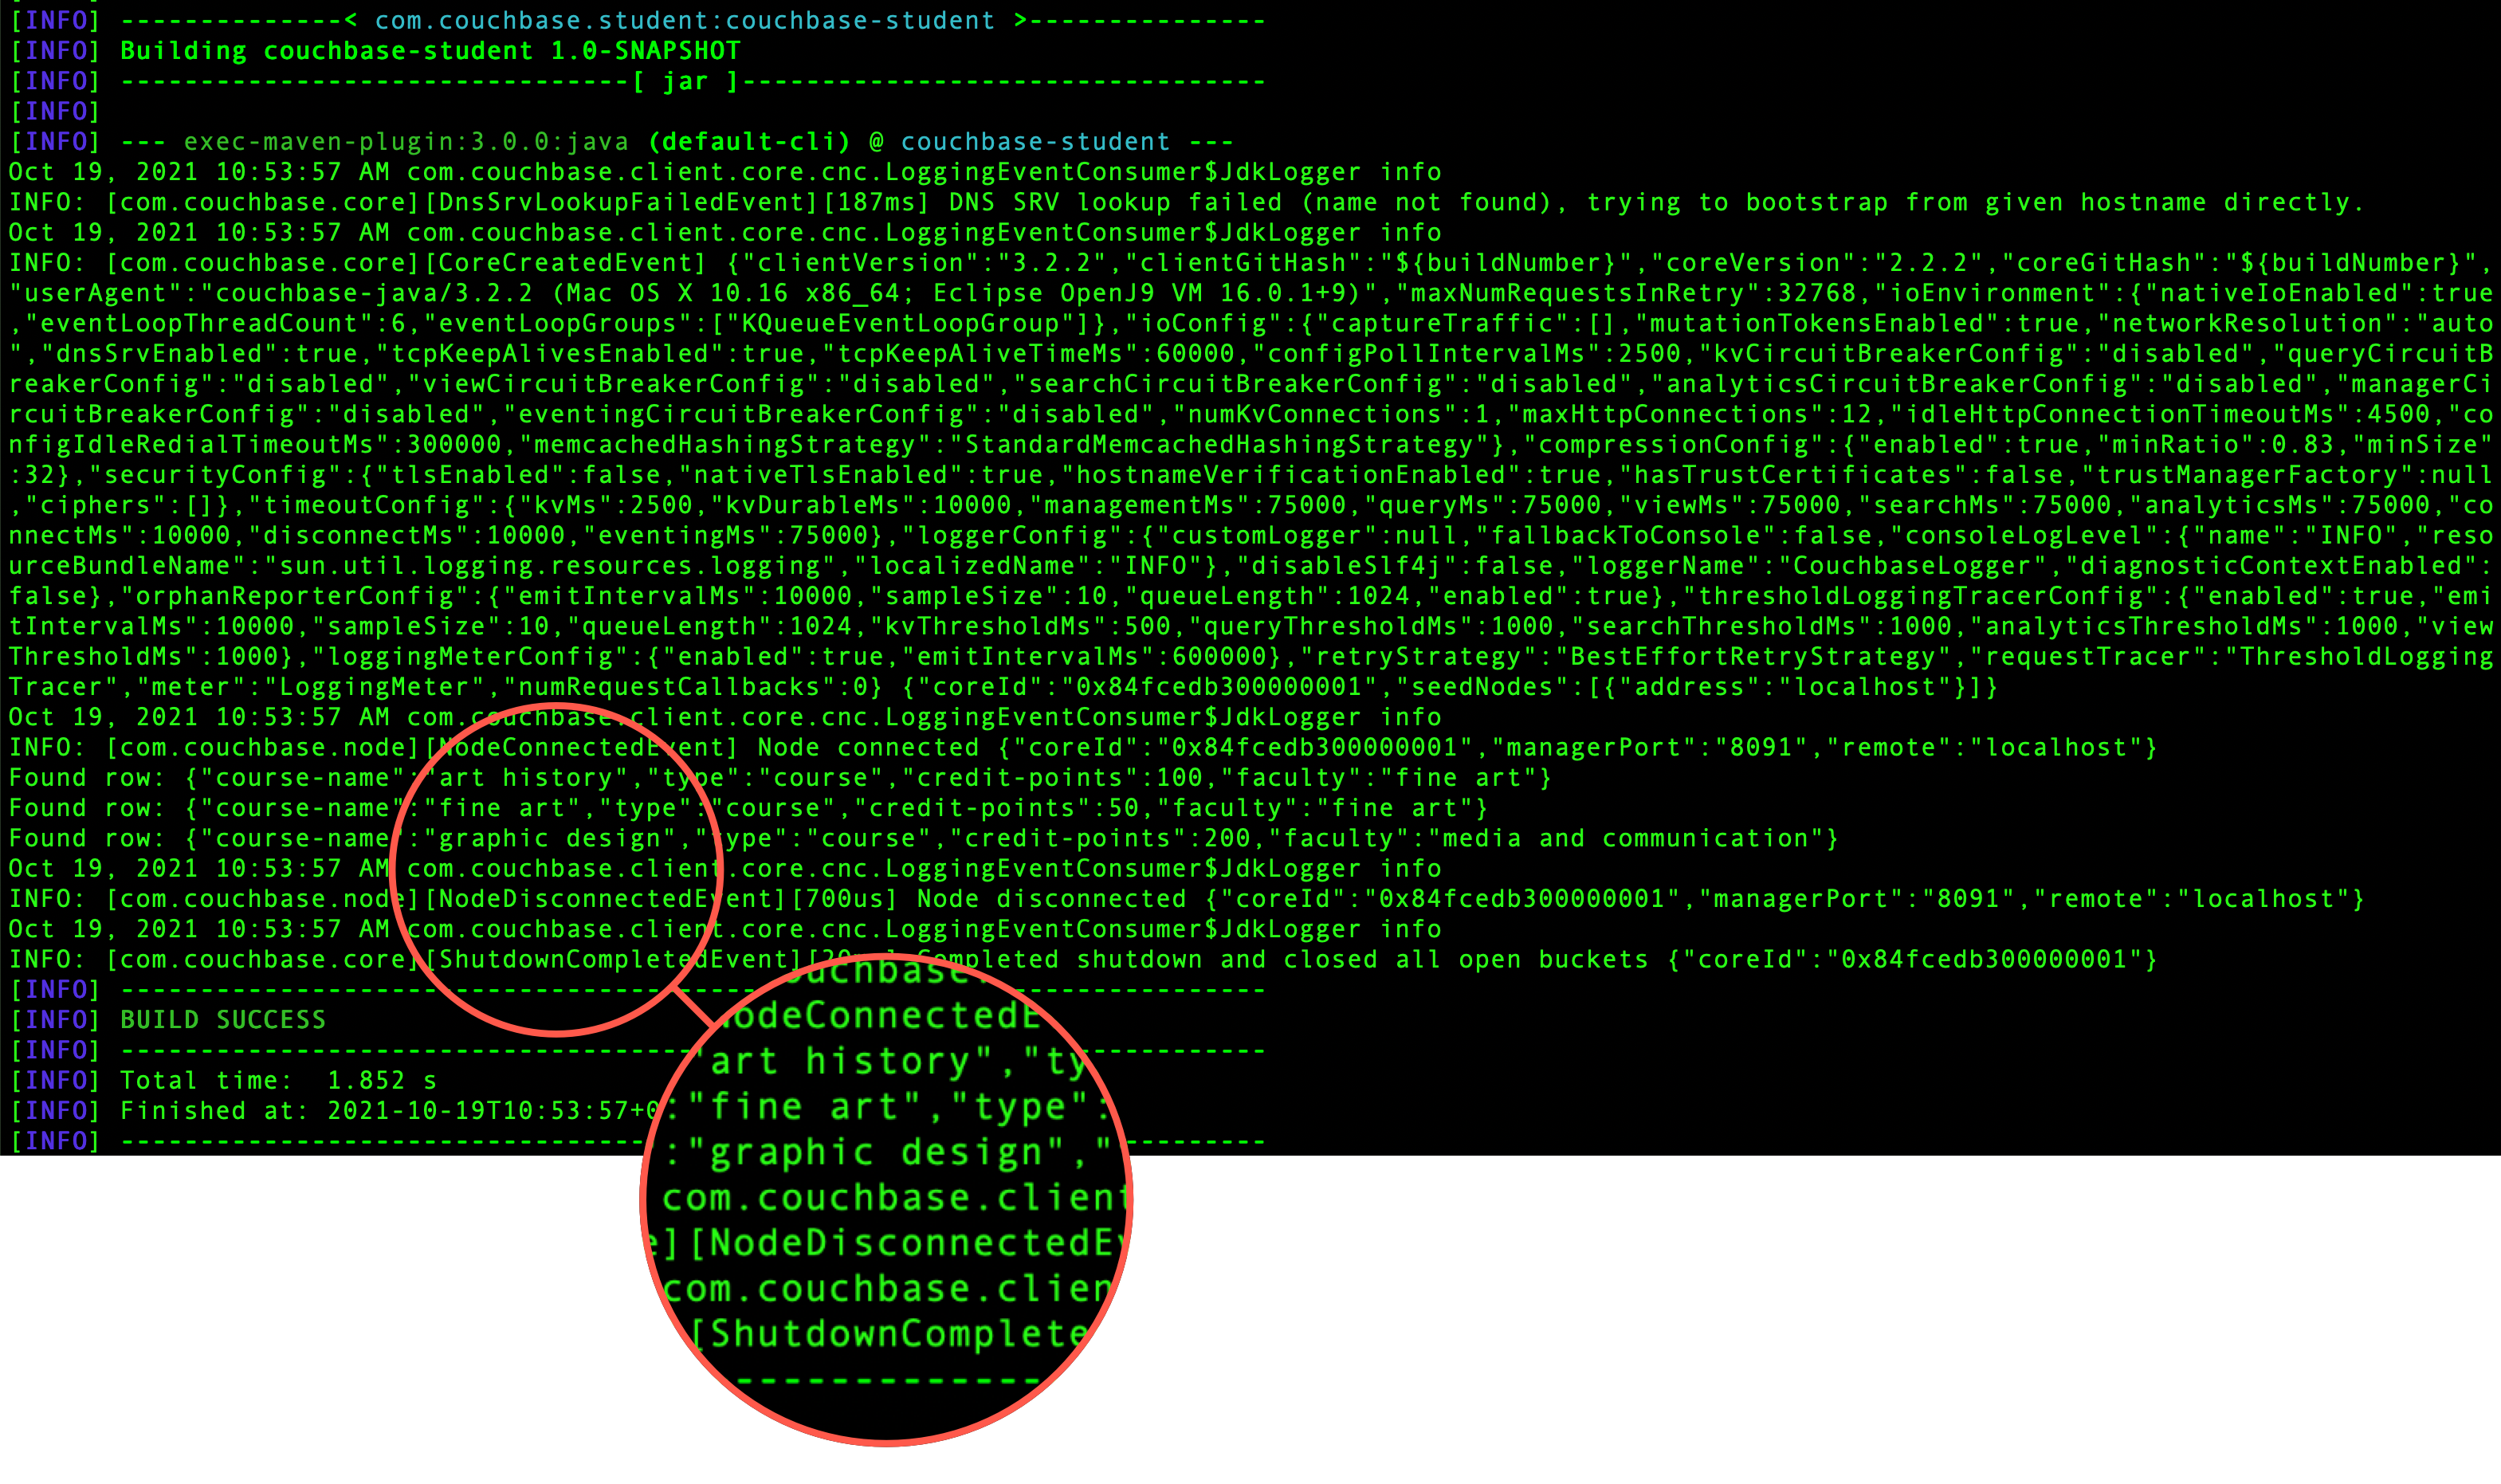 [INFO] --------------< com.couchbase.student:couchbase-student >---------------
[INFO] Building couchbase-student 1.0-SNAPSHOT
[INFO] --------------------------------[ jar ]---------------------------------
[INFO]
[INFO] --- exec-maven-plugin:3.0.0:java (default-cli) @ couchbase-student ---
Oct 19, 2021 10:53:57 AM com.couchbase.client.core.cnc.LoggingEventConsumer$JdkLogger info
INFO: [com.couchbase.core][DnsSrvLookupFailedEvent][187ms] DNS SRV lookup failed (name not found), trying to bootstrap from given hostname directly.
Oct 19, 2021 10:53:57 AM com.couchbase.client.core.cnc.LoggingEventConsumer$JdkLogger info
INFO: [com.couchbase.core][CoreCreatedEvent] {"clientVersion":"3.2.2","clientGitHash":"${buildNumber}","coreVersion":"2.2.2","coreGitHash":"${buildNumber}",
"userAgent":"couchbase-java/3.2.2 (Mac OS X 10.16 x86_64; Eclipse OpenJ9 VM 16.0.1+9)","maxNumRequestsInRetry":32768,"ioEnvironment":{"nativeIoEnabled":true
,"eventLoopThreadCount":6,"eventLoopGroups":["KQueueEventLoopGroup"]},"ioConfig":{"captureTraffic":[],"mutationTokensEnabled":true,"networkResolution":"auto
","dnsSrvEnabled":true,"tcpKeepAlivesEnabled":true,"tcpKeepAliveTimeMs":60000,"configPollIntervalMs":2500,"kvCircuitBreakerConfig":"disabled","queryCircuitB
reakerConfig":"disabled","viewCircuitBreakerConfig":"disabled","searchCircuitBreakerConfig":"disabled","analyticsCircuitBreakerConfig":"disabled","managerCi
rcuitBreakerConfig":"disabled","eventingCircuitBreakerConfig":"disabled","numKvConnections":1,"maxHttpConnections":12,"idleHttpConnectionTimeoutMs":4500,"co
nfigIdleRedialTimeoutMs":300000,"memcachedHashingStrategy":"StandardMemcachedHashingStrategy"},"compressionConfig":{"enabled":true,"minRatio":0.83,"minSize"
:32},"securityConfig":{"tlsEnabled":false,"nativeTlsEnabled":true,"hostnameVerificationEnabled":true,"hasTrustCertificates":false,"trustManagerFactory":null
,"ciphers":[]},"timeoutConfig":{"kvMs":2500,"kvDurableMs":10000,"managementMs":75000,"queryMs":75000,"viewMs":75000,"searchMs":75000,"analyticsMs":75000,"co
nnectMs":10000,"disconnectMs":10000,"eventingMs":75000},"loggerConfig":{"customLogger":null,"fallbackToConsole":false,"consoleLogLevel":{"name":"INFO","reso
urceBundleName":"sun.util.logging.resources.logging","localizedName":"INFO"},"disableSlf4j":false,"loggerName":"CouchbaseLogger","diagnosticContextEnabled":
false},"orphanReporterConfig":{"emitIntervalMs":10000,"sampleSize":10,"queueLength":1024,"enabled":true},"thresholdLoggingTracerConfig":{"enabled":true,"emi
tIntervalMs":10000,"sampleSize":10,"queueLength":1024,"kvThresholdMs":500,"queryThresholdMs":1000,"searchThresholdMs":1000,"analyticsThresholdMs":1000,"view
ThresholdMs":1000},"loggingMeterConfig":{"enabled":true,"emitIntervalMs":600000},"retryStrategy":"BestEffortRetryStrategy","requestTracer":"ThresholdLogging
Tracer","meter":"LoggingMeter","numRequestCallbacks":0} {"coreId":"0x84fcedb300000001","seedNodes":[{"address":"localhost"}]}
Oct 19, 2021 10:53:57 AM com.couchbase.client.core.cnc.LoggingEventConsumer$JdkLogger info
INFO: [com.couchbase.node][NodeConnectedEvent] Node connected {"coreId":"0x84fcedb300000001","managerPort":"8091","remote":"localhost"}
Found row: {"course-name":"art history","type":"course","credit-points":100,"faculty":"fine art"}
Found row: {"course-name":"fine art","type":"course","credit-points":50,"faculty":"fine art"}
Found row: {"course-name":"graphic design","type":"course","credit-points":200,"faculty":"media and communication"}
Oct 19, 2021 10:53:57 AM com.couchbase.client.core.cnc.LoggingEventConsumer$JdkLogger info
INFO: [com.couchbase.node][NodeDisconnectedEvent][700us] Node disconnected {"coreId":"0x84fcedb300000001","managerPort":"8091","remote":"localhost"}
Oct 19, 2021 10:53:57 AM com.couchbase.client.core.cnc.LoggingEventConsumer$JdkLogger info
INFO: [com.couchbase.core][ShutdownCompletedEvent] Completed shutdown and closed all open buckets {"coreId":"0x84fcedb300000001"}
[INFO] ------------------------------------------------------------------------
[INFO] BUILD SUCCESS
[INFO] ------------------------------------------------------------------------
[INFO] Total time:  1.852 s
[INFO] Finished at: 2021-10-19T10:53:57+0
[INFO] ------------------------------------------------------------------------
uchbase.
NodeConnectedE
"art history","ty
:"fine art","type":
:"graphic design","
com.couchbase.client
e][NodeDisconnectedEv
com.couchbase.clien
[ShutdownComplete
-------------